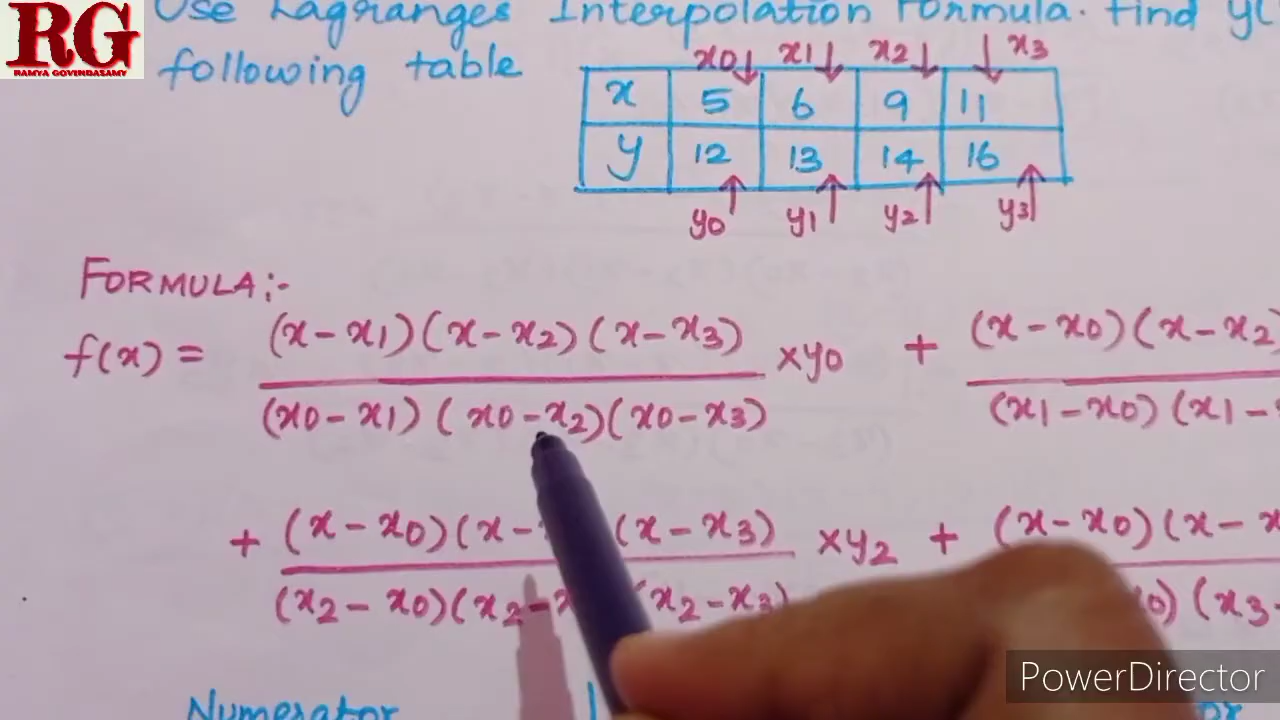 RG
RAMYA GOVINDASAMY
Use Lagranges Interpolation Formula. Find y(
following table
x0 x1 x2 x3
x 5 6 9 11
y 12 13 14 16
y0 y1 y2 y3
FORMULA:-
f(x) = (x-x1)(x-x2)(x-x3) xy0 + (x-x0)(x-x2)
(x0-x1)(x0-x2)(x0-x3) (x1-x0)(x1-
+ (x-x0)(x- (x-x3) xy2 + (x-x0)(x-x
(x2-x0)(x2-x x2-x3) 0)(x3-
Numerator
PowerDirector